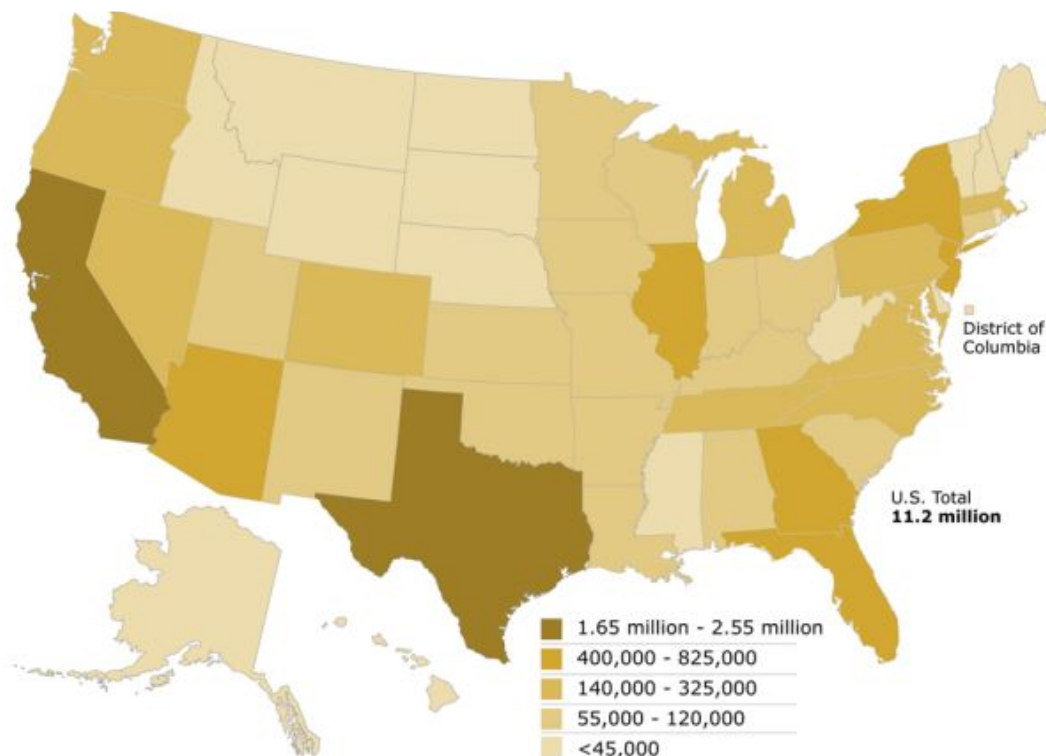 District of
Columbia
U.S. Total
11.2 million
1.65 million - 2.55 million
400,000 - 825,000
140,000 - 325,000
55,000 - 120,000
<45,000